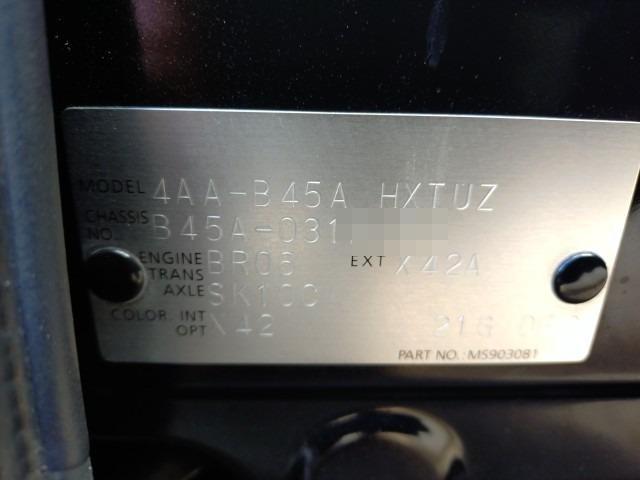 MODEL 4AA-B45A HXTUZ
CHASSIS NO. B45A-031
ENGINE BR06 EXT X42A
TRANS AXLE SK100
COLOR. INT OPT X42
PART NO.: MS903081